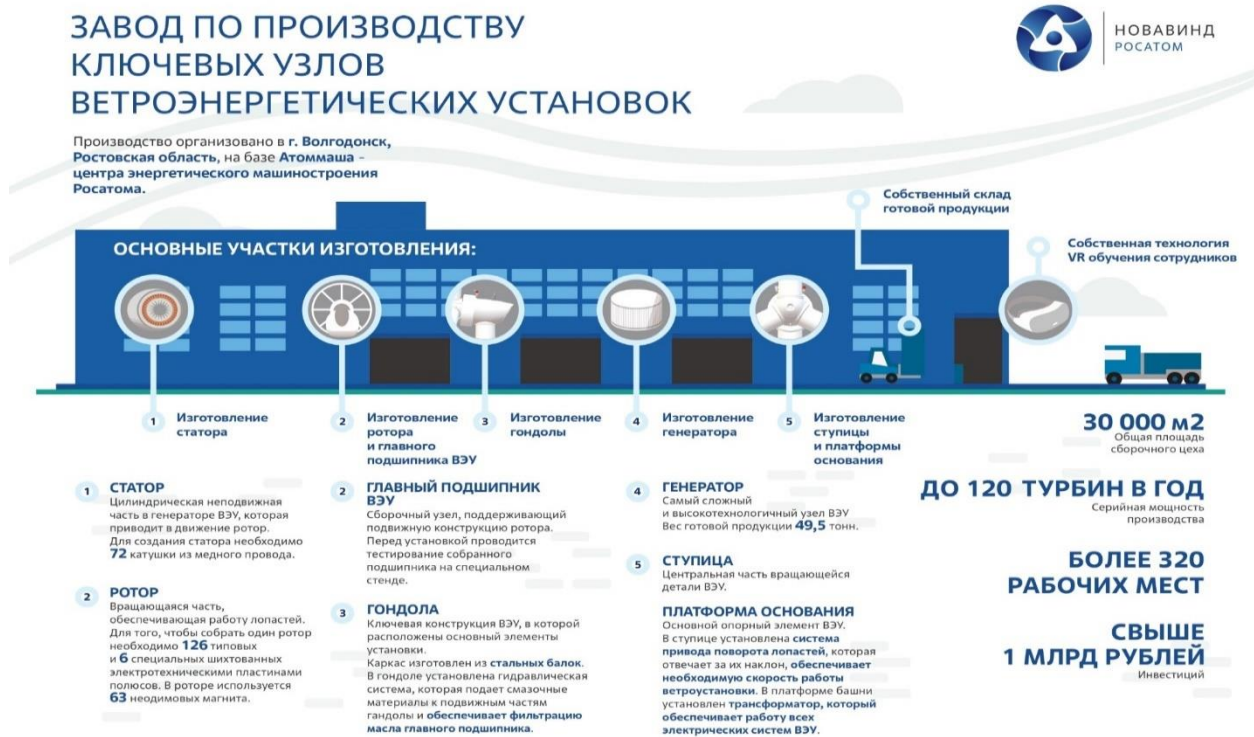 ЗАВОД ПО ПРОИЗВОДСТВУ
КЛЮЧЕВЫХ УЗЛОВ
ВЕТРОЭНЕРГЕТИЧЕСКИХ УСТАНОВОК
НОВАВИНД
РОСАТОМ
Производство организовано в г. Волгодонск,
Ростовская область, на базе Атоммаша –
центра энергетического машиностроения
Росатома.
Собственный склад
готовой продукции
Собственная технология
VR обучения сотрудников
ОСНОВНЫЕ УЧАСТКИ ИЗГОТОВЛЕНИЯ:
1 Изготовление
статора
2 Изготовление
ротора
и главного
подшипника ВЭУ
3 Изготовление
гондолы
4 Изготовление
генератора
5 Изготовление
ступицы
и платформы
основания
30 000 м2
Общая площадь
сборочного цеха
ДО 120 ТУРБИН В ГОД
Серийная мощность
производства
БОЛЕЕ 320
РАБОЧИХ МЕСТ
СВЫШЕ
1 МЛРД РУБЛЕЙ
Инвестиций
1 СТАТОР
Цилиндрическая неподвижная
часть в генераторе ВЭУ, которая
приводит в движение ротор.
Для создания статора необходимо
72 катушки из медного провода.
2 РОТОР
Вращающаяся часть,
обеспечивающая работу лопастей.
Для того, чтобы собрать один ротор
необходимо 126 типовых
и 6 специальных шихтованных
электротехническими пластинами
полюсов. В роторе используется
63 неодимовых магнита.
2 ГЛАВНЫЙ ПОДШИПНИК
ВЭУ
Сборочный узел, поддерживающий
подвижную конструкцию ротора.
Перед установкой проводится
тестирование собранного
подшипника на специальном
стенде.
3 ГОНДОЛА
Ключевая конструкция ВЭУ, в которой
расположены основный элементы
установки.
Каркас изготовлен из стальных балок.
В гондоле установлена гидравлическая
система, которая подает смазочные
материалы к подвижным частям
гандолы и обеспечивает фильтрацию
масла главного подшипника.
4 ГЕНЕРАТОР
Самый сложный
и высокотехнологичный узел ВЭУ
Вес готовой продукции 49,5 тонн.
5 СТУПИЦА
Центральная часть вращающейся
детали ВЭУ.
ПЛАТФОРМА ОСНОВАНИЯ
Основной опорный элемент ВЭУ.
В ступице установлена система
привода поворота лопастей, которая
отвечает за их наклон, обеспечивает
необходимую скорость работы
ветроустановки. В платформе башни
установлен трансформатор, который
обеспечивает работу всех
электрических систем ВЭУ.